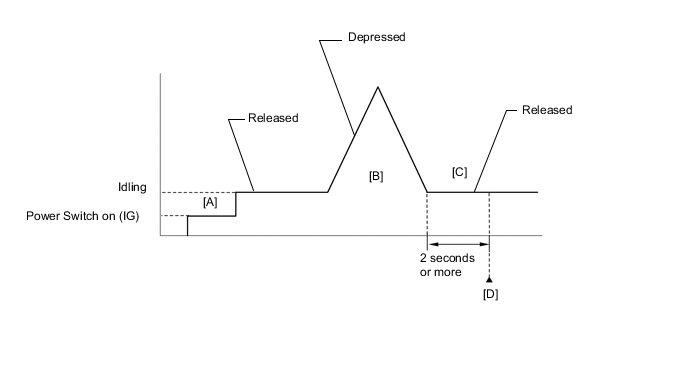 Depressed
Released
Released
[C]
[B]
Idling
[A]
Power Switch on (IG)
2 seconds
or more
[D]